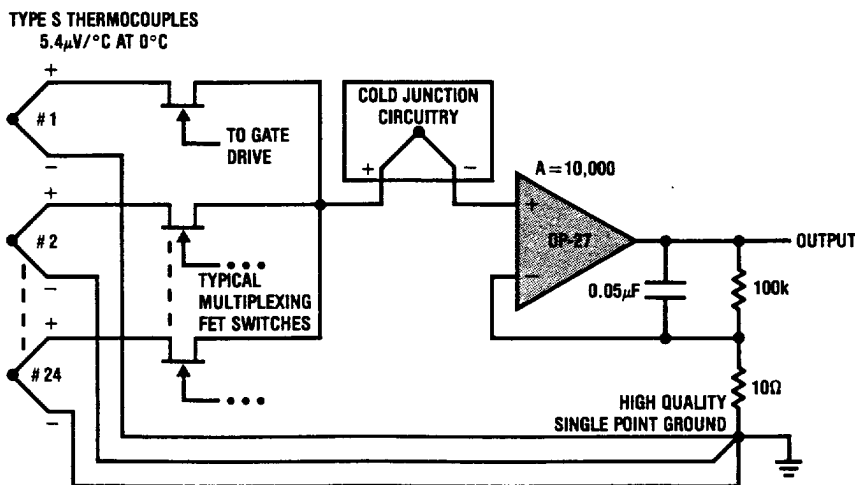 TYPE S THERMOCOUPLES
5.4μV/°C AT 0°C
+
#1
−
TO GATE
DRIVE
COLD JUNCTION
CIRCUITRY
+ −
A=10,000
+
OP-27
−
OUTPUT
+
#2
−
TYPICAL
MULTIPLEXING
FET SWITCHES
0.05μF
100k
+
#24
−
10Ω
HIGH QUALITY
SINGLE POINT GROUND